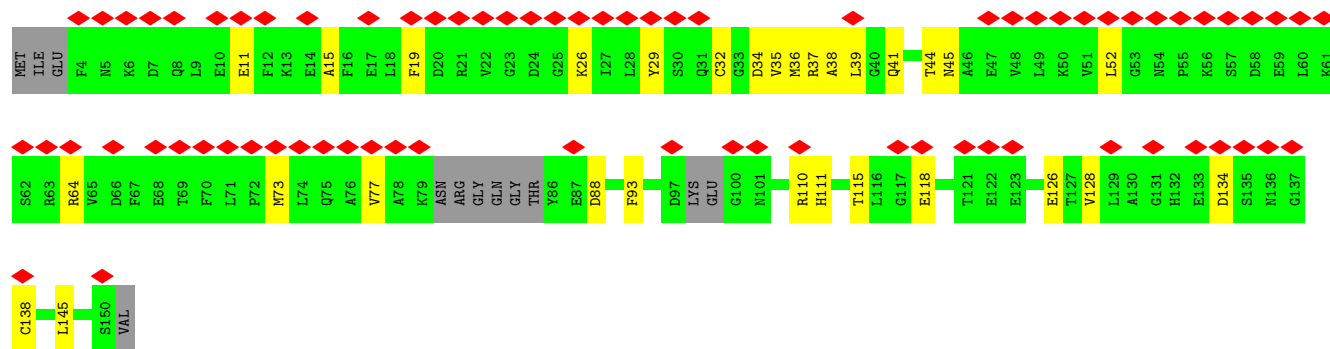 MET ILE GLU F4 N5 K6 D7 Q8 L9 E10 E11 F12 K13 E14 A15 F16 E17 L18 F19 D20 R21 V22 G23 D24 G25 K26 I27 L28 Y29 S30 Q31 C32 G33 D34 V35 M36 R37 A38 L39 G40 Q41 T44 N45 A46 E47 V48 L49 K50 V51 L52 G53 N54 P55 K56 S57 D58 E59 L60 K61
S62 R63 R64 V65 D66 F67 E68 T69 F70 L71 P72 M73 L74 Q75 A76 V77 A78 K79 ASN ARG GLY GLN GLY THR Y86 E87 D88 F93 D97 LYS GLU G100 N101 R110 H111 T115 L116 G117 E118 T121 E122 E123 E126 T127 V128 L129 A130 G131 H132 E133 D134 S135 N136 G137
C138 L145 S150 VAL